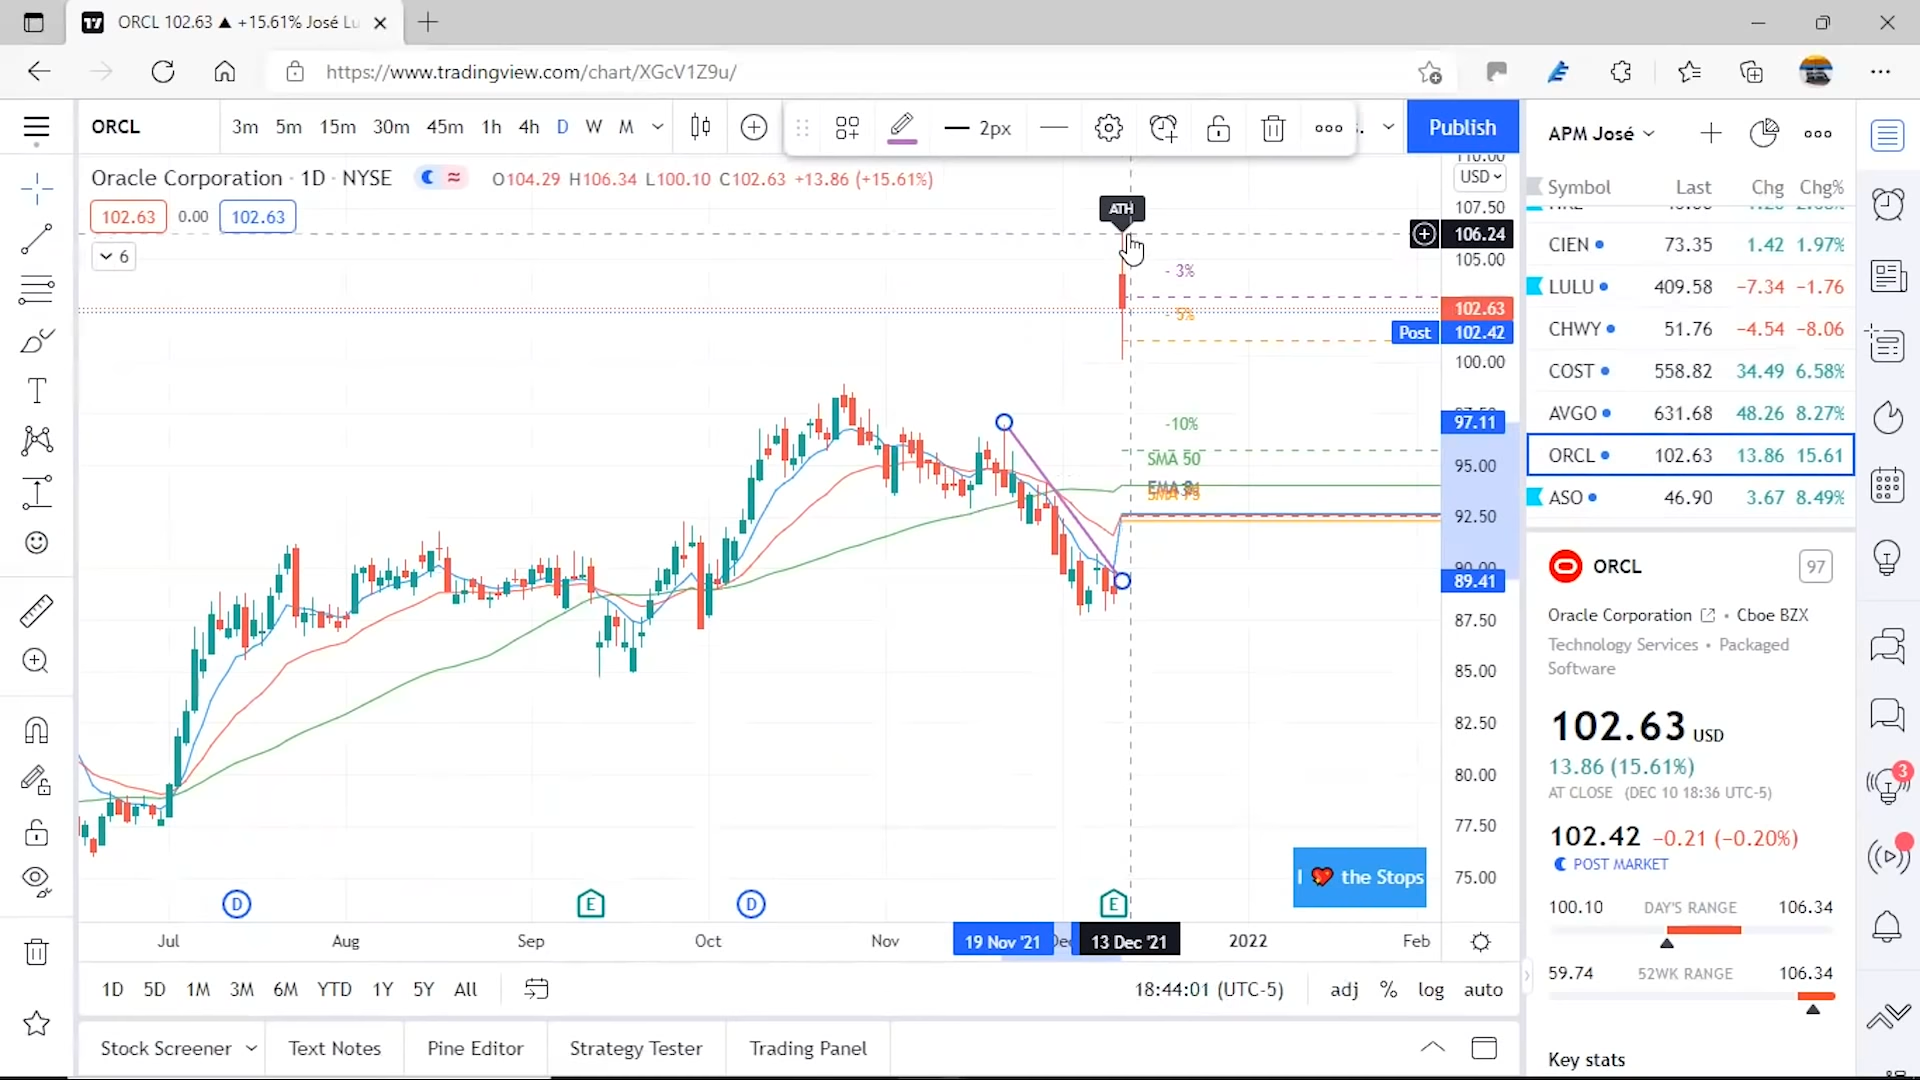 ORCL 102.63 ▲ +15.61% José Lu
https://www.tradingview.com/chart/XGcV1Z9u/
ORCL
3m 5m 15m 30m 45m 1h 4h D W M
2px
Publish
APM José
Oracle Corporation · 1D · NYSE
O104.29 H106.34 L100.10 C102.63 +13.86 (+15.61%)
102.63 0.00 102.63
6
USD
Symbol Last Chg Chg%
CIEN 73.35 1.42 1.97%
LULU 409.58 −7.34 −1.76
CHWY 51.76 −4.54 −8.06
COST 558.82 34.49 6.58%
AVGO 631.68 48.26 8.27%
ORCL 102.63 13.86 15.61
ASO 46.90 3.67 8.49%
ATH
- 3%
- 5%
-10%
SMA 50
110.00
107.50
106.24
105.00
102.63
Post 102.42
100.00
97.11
95.00
92.50
90.00
89.41
87.50
85.00
82.50
80.00
77.50
75.00
I ❤ the Stops
D
E
D
E
Jul Aug Sep Oct Nov 19 Nov '21 Dec 13 Dec '21 2022 Feb
1D 5D 1M 3M 6M YTD 1Y 5Y All
18:44:01 (UTC-5) adj % log auto
Stock Screener Text Notes Pine Editor Strategy Tester Trading Panel
ORCL
97
Oracle Corporation • Cboe BZX
Technology Services • Packaged
Software
102.63 USD
13.86 (15.61%)
AT CLOSE (DEC 10 18:36 UTC-5)
102.42 −0.21 (−0.20%)
POST MARKET
100.10 DAY'S RANGE 106.34
59.74 52WK RANGE 106.34
Key stats
3